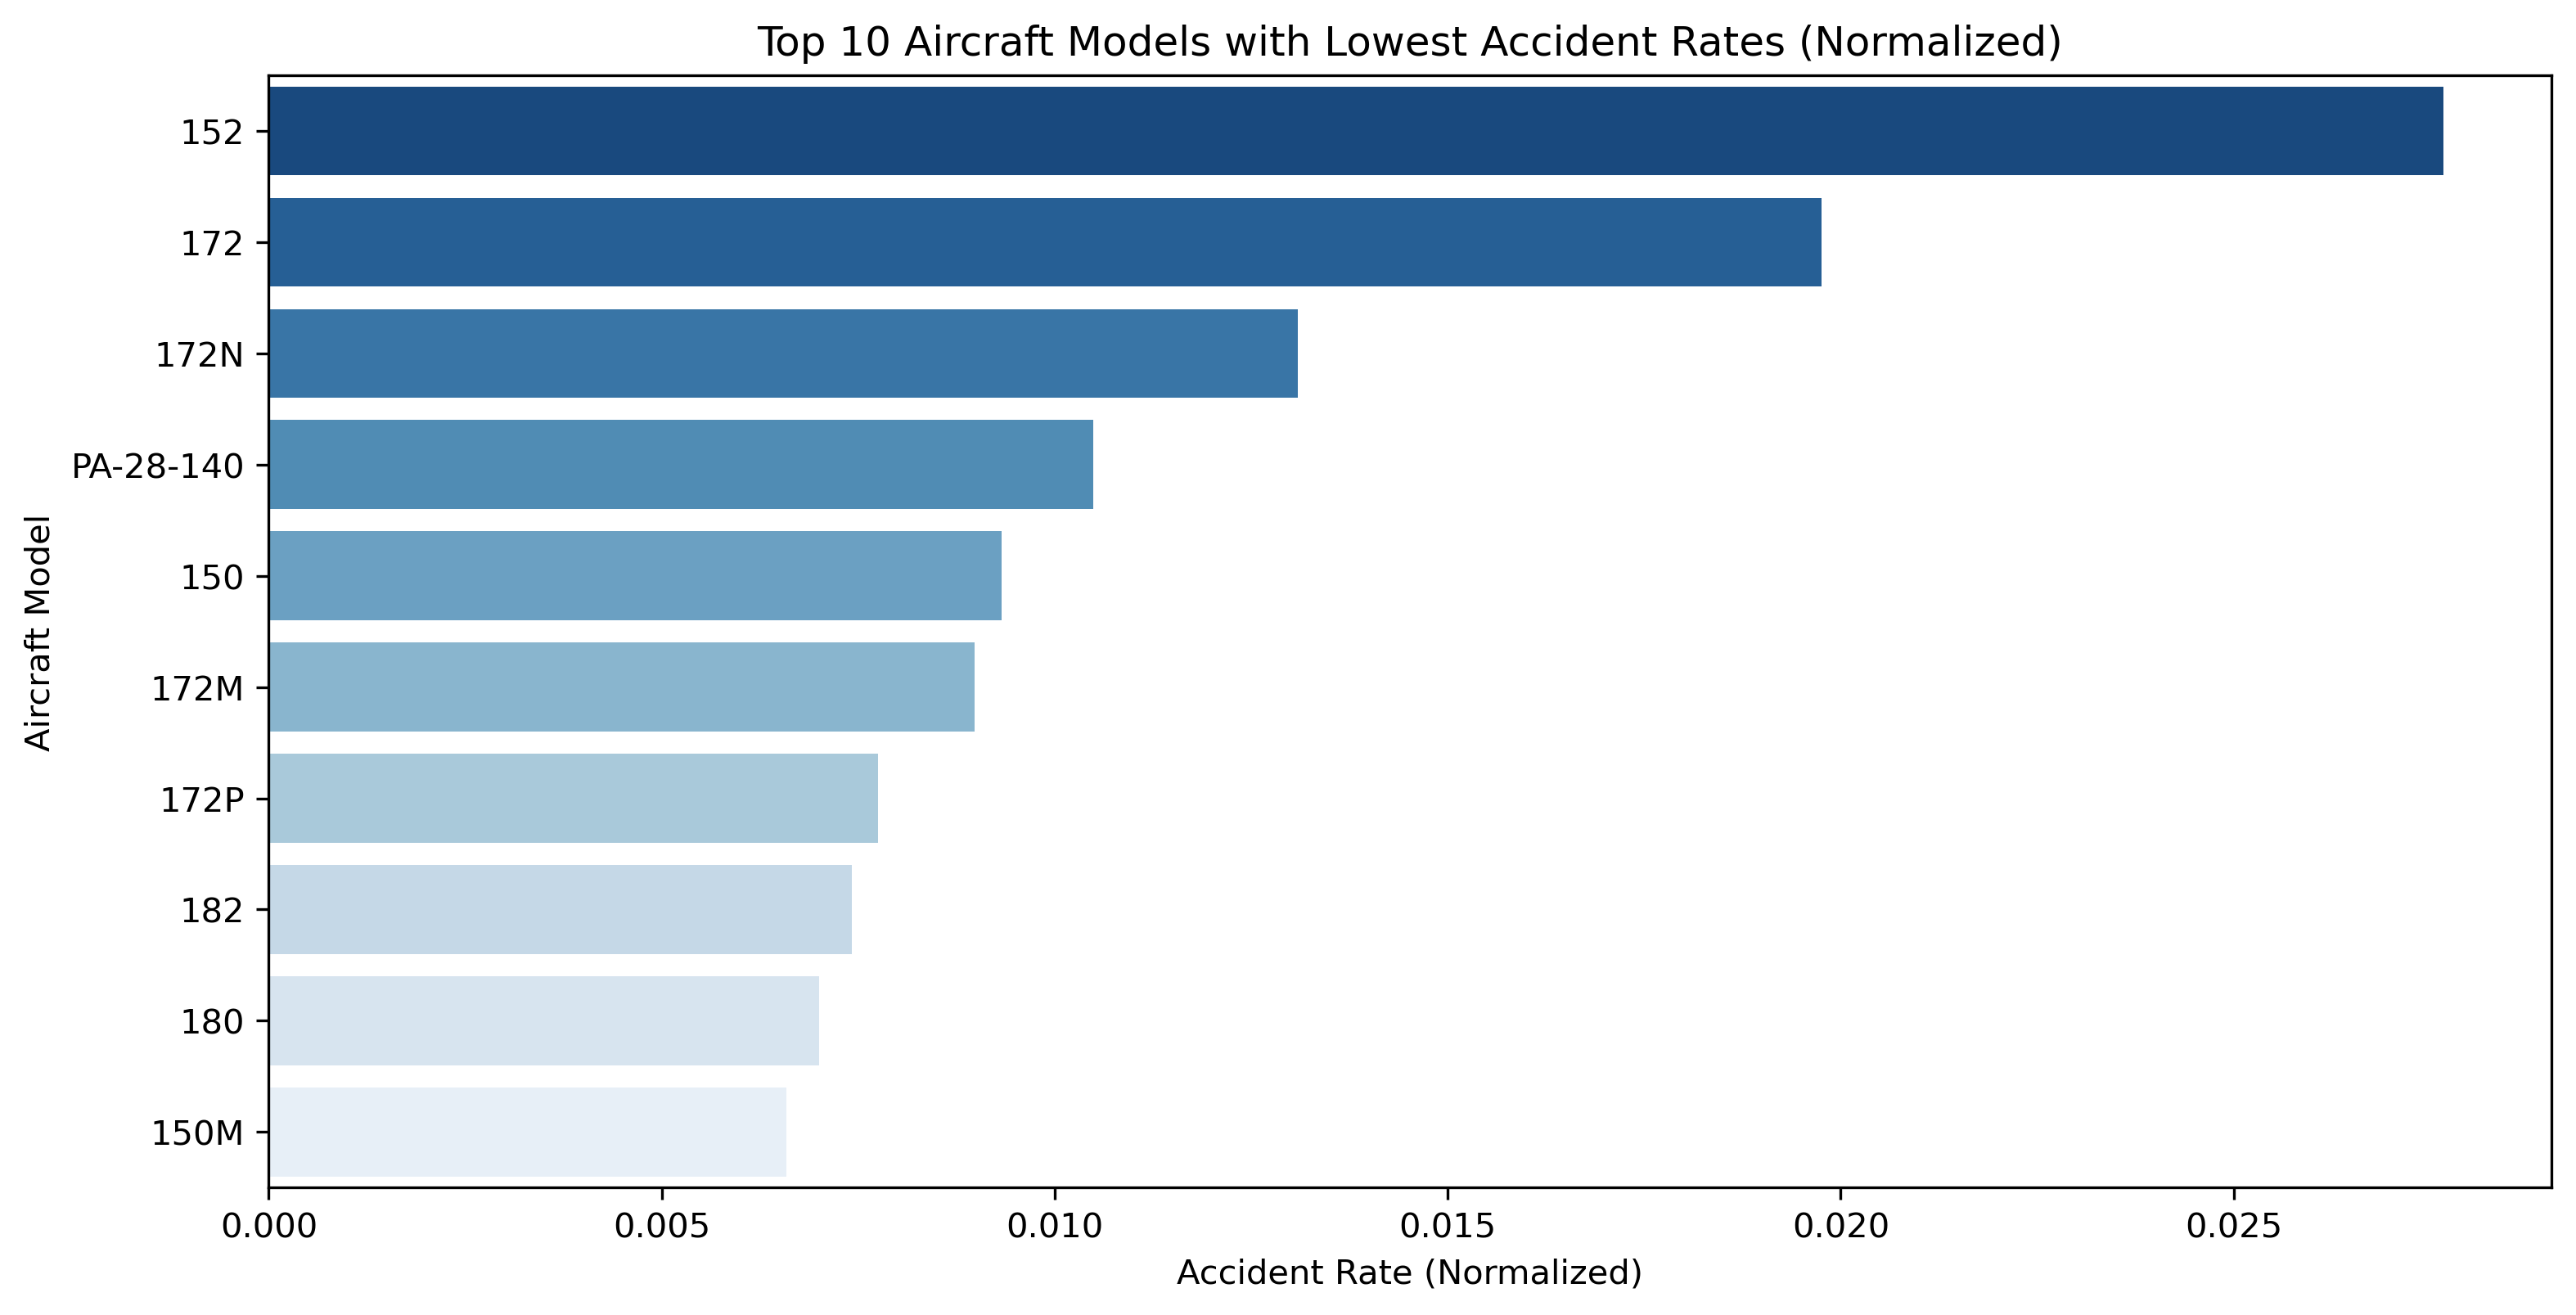 Top 10 Aircraft Models with Lowest Accident Rates (Normalized)
Aircraft Model
152
172
172N
PA-28-140
150
172M
172P
182
180
150M
0.000 0.005 0.010 0.015 0.020 0.025
Accident Rate (Normalized)